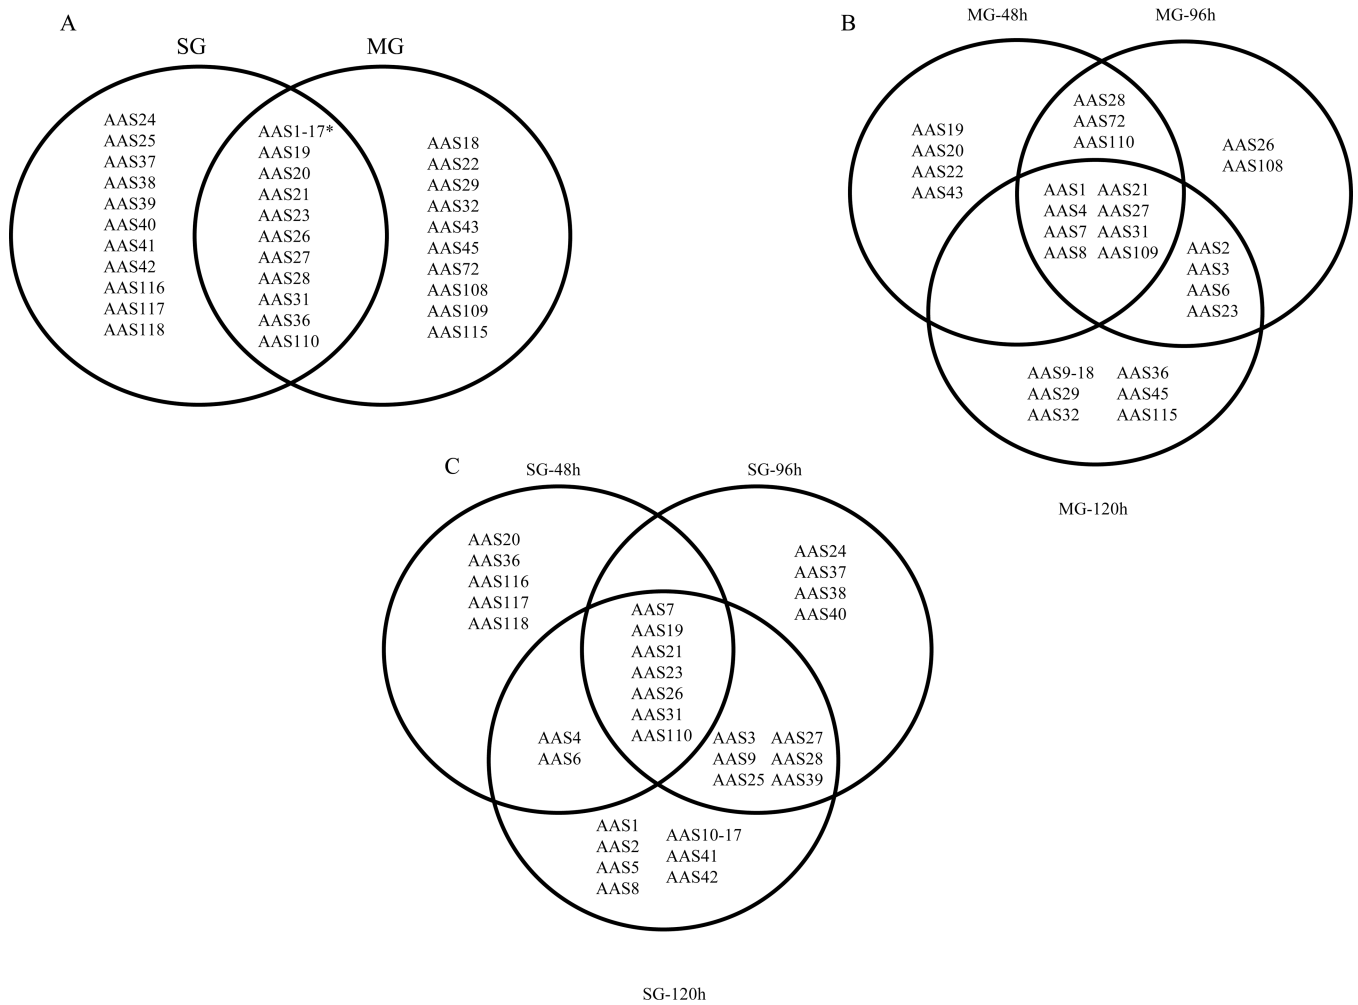 A
SG
MG
AAS24
AAS25
AAS37
AAS38
AAS39
AAS40
AAS41
AAS42
AAS116
AAS117
AAS118
AAS1-17*
AAS19
AAS20
AAS21
AAS23
AAS26
AAS27
AAS28
AAS31
AAS36
AAS110
AAS18
AAS22
AAS29
AAS32
AAS43
AAS45
AAS72
AAS108
AAS109
AAS115
B
MG-48h
MG-96h
AAS19
AAS20
AAS22
AAS43
AAS28
AAS72
AAS110
AAS26
AAS108
AAS1 AAS21
AAS4 AAS27
AAS7 AAS31
AAS8 AAS109
AAS2
AAS3
AAS6
AAS23
AAS9-18 AAS36
AAS29 AAS45
AAS32 AAS115
MG-120h
C
SG-48h
SG-96h
AAS20
AAS36
AAS116
AAS117
AAS118
AAS24
AAS37
AAS38
AAS40
AAS7
AAS19
AAS21
AAS23
AAS26
AAS31
AAS110
AAS4
AAS6
AAS3 AAS27
AAS9 AAS28
AAS25 AAS39
AAS1
AAS2
AAS5
AAS8
AAS10-17
AAS41
AAS42
SG-120h